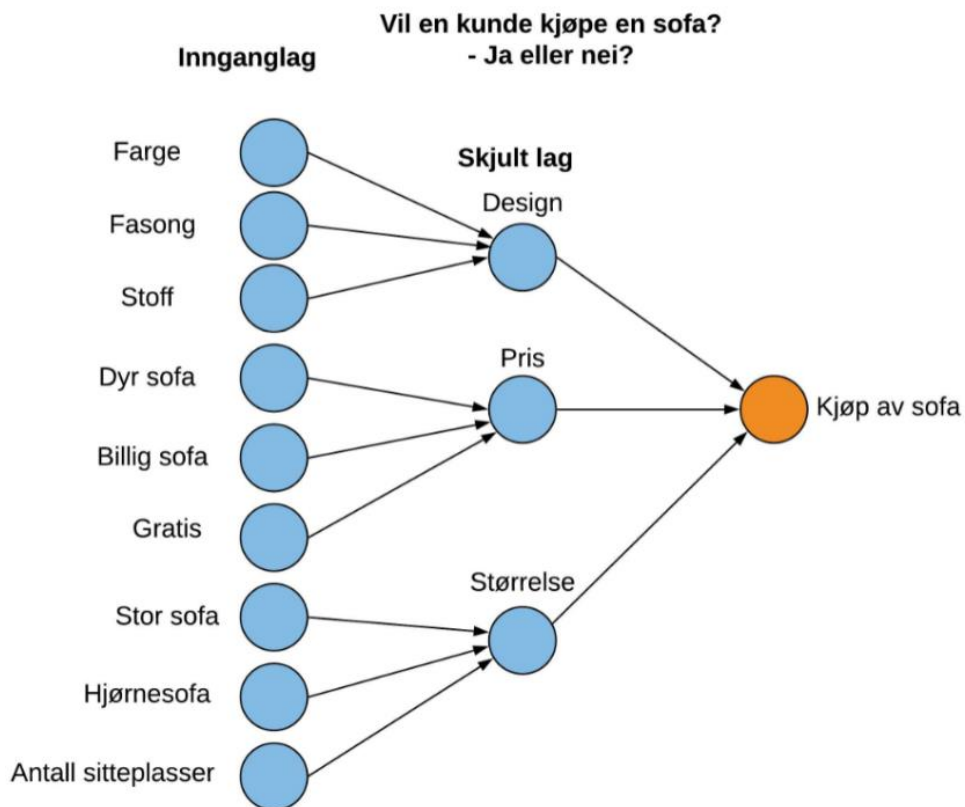 Vil en kunde kjøpe en sofa?
- Ja eller nei?
Innganglag
Farge
Fasong
Stoff
Dyr sofa
Billig sofa
Gratis
Stor sofa
Hjørnesofa
Antall sitteplasser
Skjult lag
Design
Pris
Størrelse
Kjøp av sofa